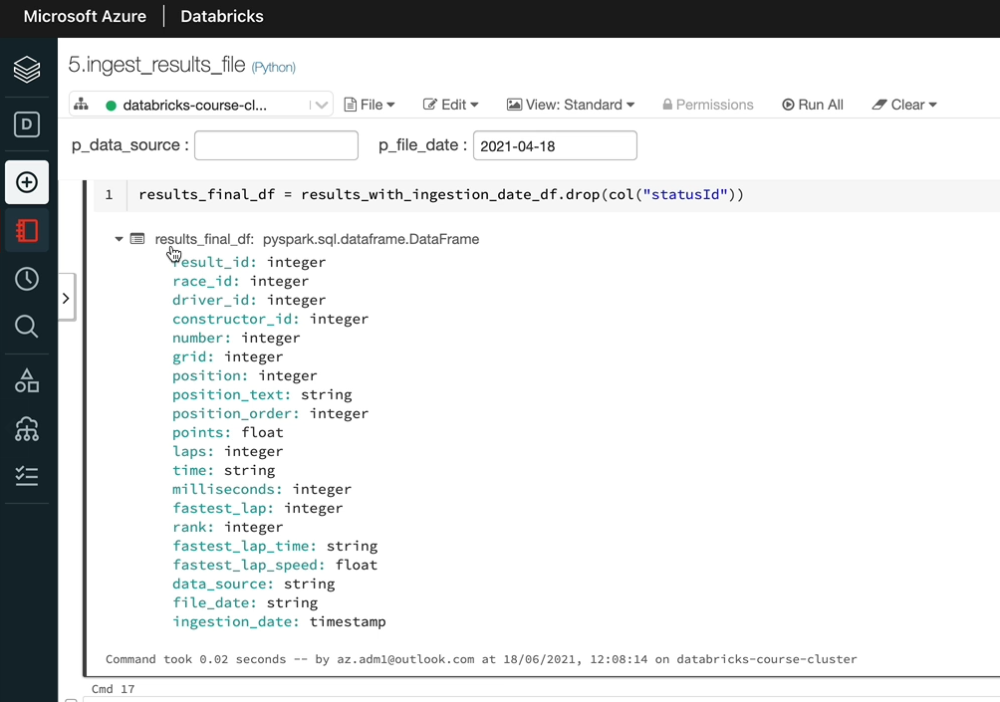 Microsoft Azure | Databricks
5.ingest_results_file (Python)
databricks-course-cl... File Edit View: Standard Permissions Run All Clear
p_data_source : p_file_date : 2021-04-18
1 results_final_df = results_with_ingestion_date_df.drop(col("statusId"))
results_final_df: pyspark.sql.dataframe.DataFrame
result_id: integer
race_id: integer
driver_id: integer
constructor_id: integer
number: integer
grid: integer
position: integer
position_text: string
position_order: integer
points: float
laps: integer
time: string
milliseconds: integer
fastest_lap: integer
rank: integer
fastest_lap_time: string
fastest_lap_speed: float
data_source: string
file_date: string
ingestion_date: timestamp
Command took 0.02 seconds -- by az.adm1@outlook.com at 18/06/2021, 12:08:14 on databricks-course-cluster
Cmd 17
D